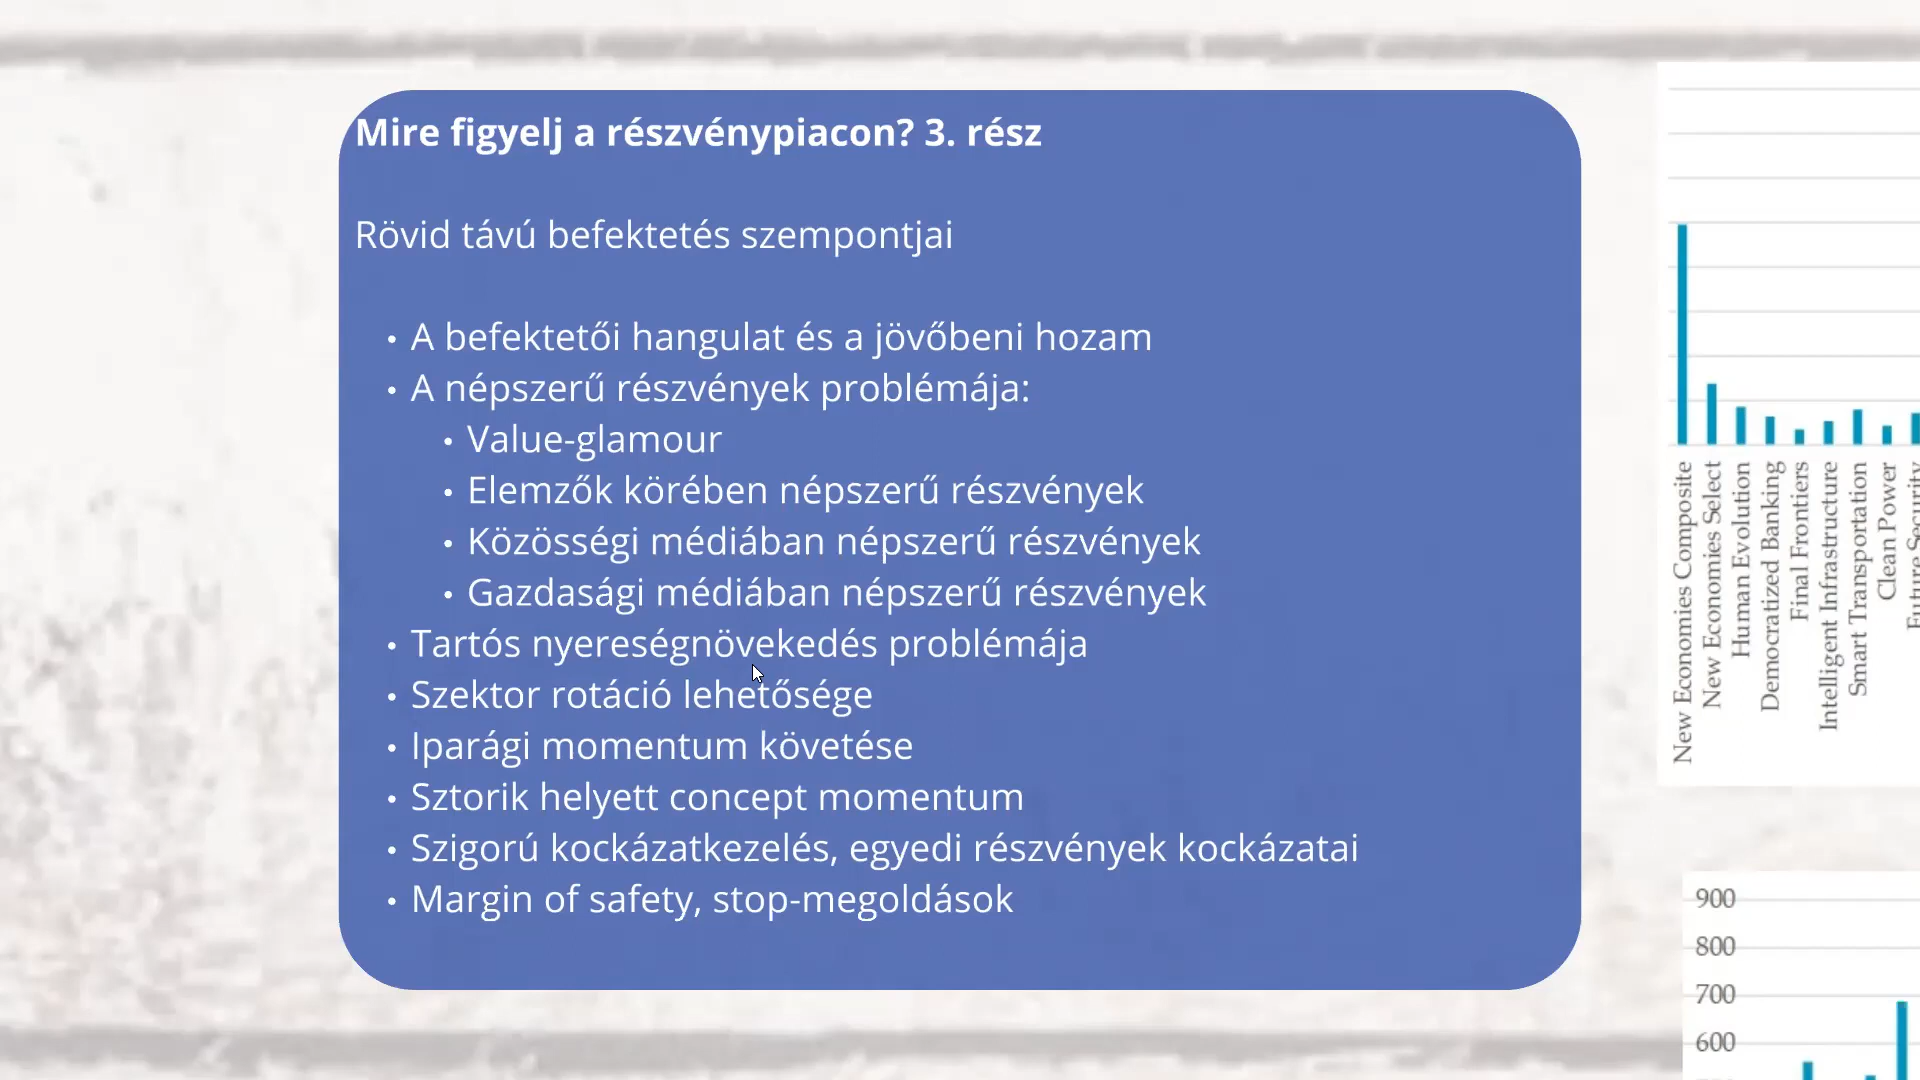 Mire figyelj a részvénypiacon? 3. rész
Rövid távú befektetés szempontjai
• A befektetői hangulat és a jövőbeni hozam
• A népszerű részvények problémája:
• Value-glamour
• Elemzők körében népszerű részvények
• Közösségi médiában népszerű részvények
• Gazdasági médiában népszerű részvények
• Tartós nyereségnövekedés problémája
• Szektor rotáció lehetősége
• Iparági momentum követése
• Sztorik helyett concept momentum
• Szigorú kockázatkezelés, egyedi részvények kockázatai
• Margin of safety, stop-megoldások
New Economies Composite
New Economies Select
Human Evolution
Democratized Banking
Final Frontiers
Intelligent Infrastructure
Smart Transportation
Clean Power
Future Security
900
800
700
600